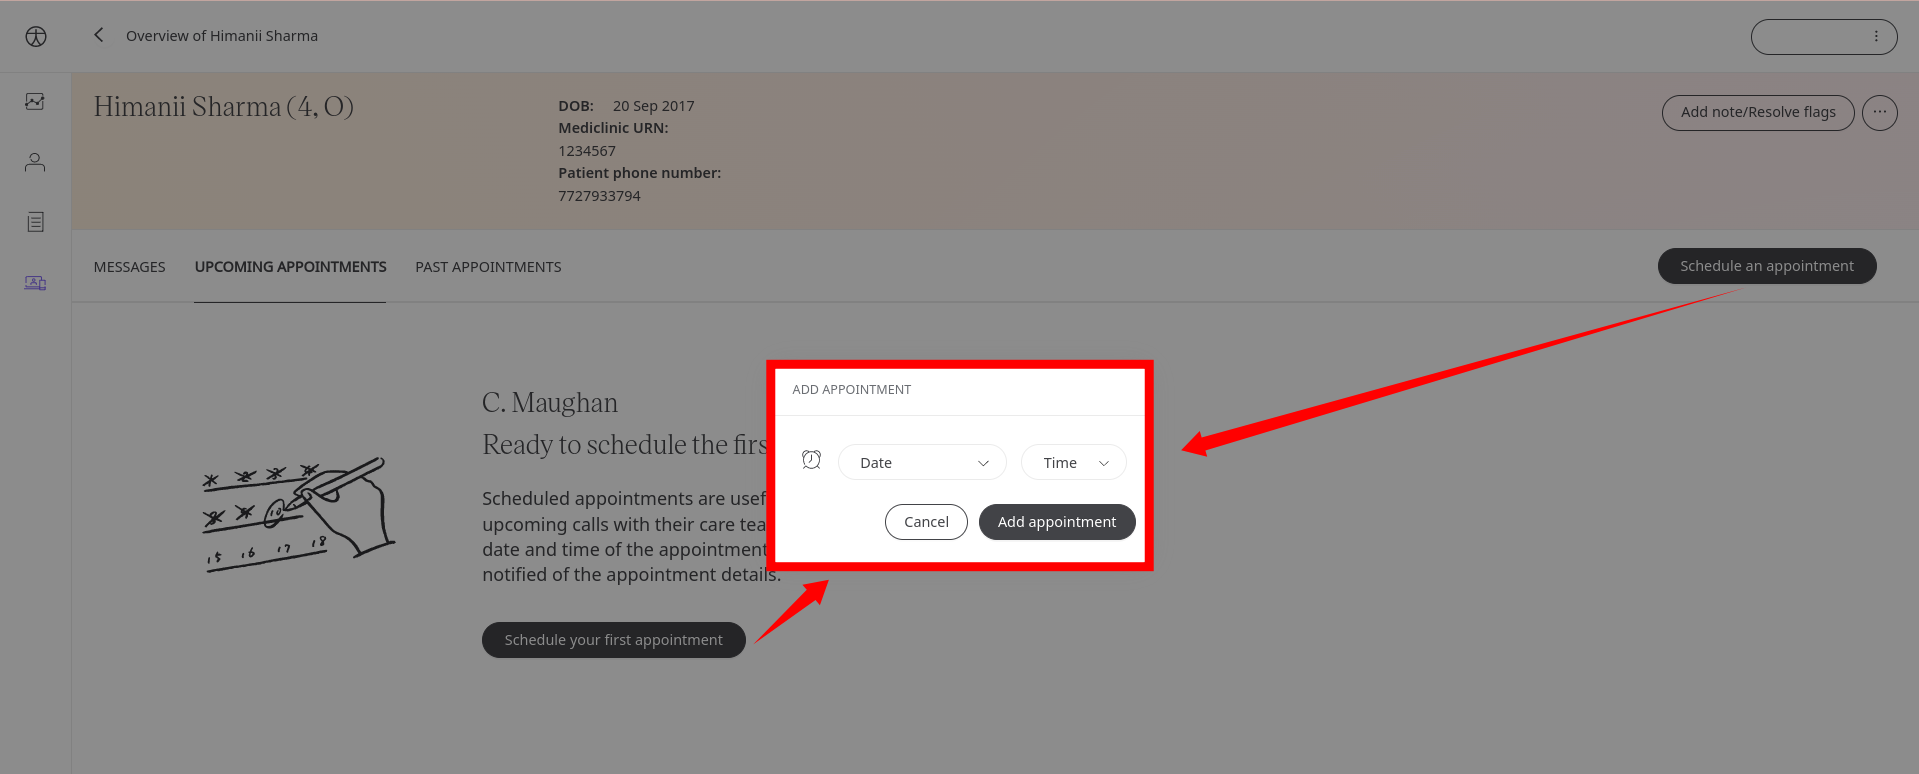 Overview of Himanii Sharma
Himanii Sharma (4, O)
DOB: 20 Sep 2017
Mediclinic URN:
1234567
Patient phone number:
7727933794
Add note/Resolve flags
MESSAGES UPCOMING APPOINTMENTS PAST APPOINTMENTS
Schedule an appointment
C. Maughan
Ready to schedule the firs
Scheduled appointments are usef
upcoming calls with their care tea
date and time of the appointment
notified of the appointment details.
Schedule your first appointment
15 16 17 18
10
ADD APPOINTMENT
Date Time
Cancel Add appointment